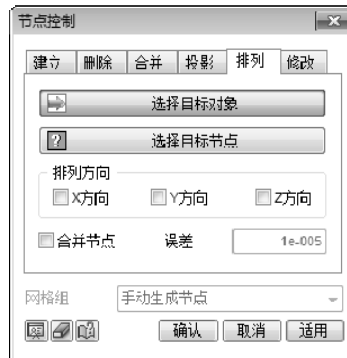 节点控制
建立 删除 合并 投影 排列 修改
选择目标对象
选择目标节点
排列方向
X方向 Y方向 Z方向
合并节点 误差 1e-005
网格组 手动生成节点
确认 取消 适用